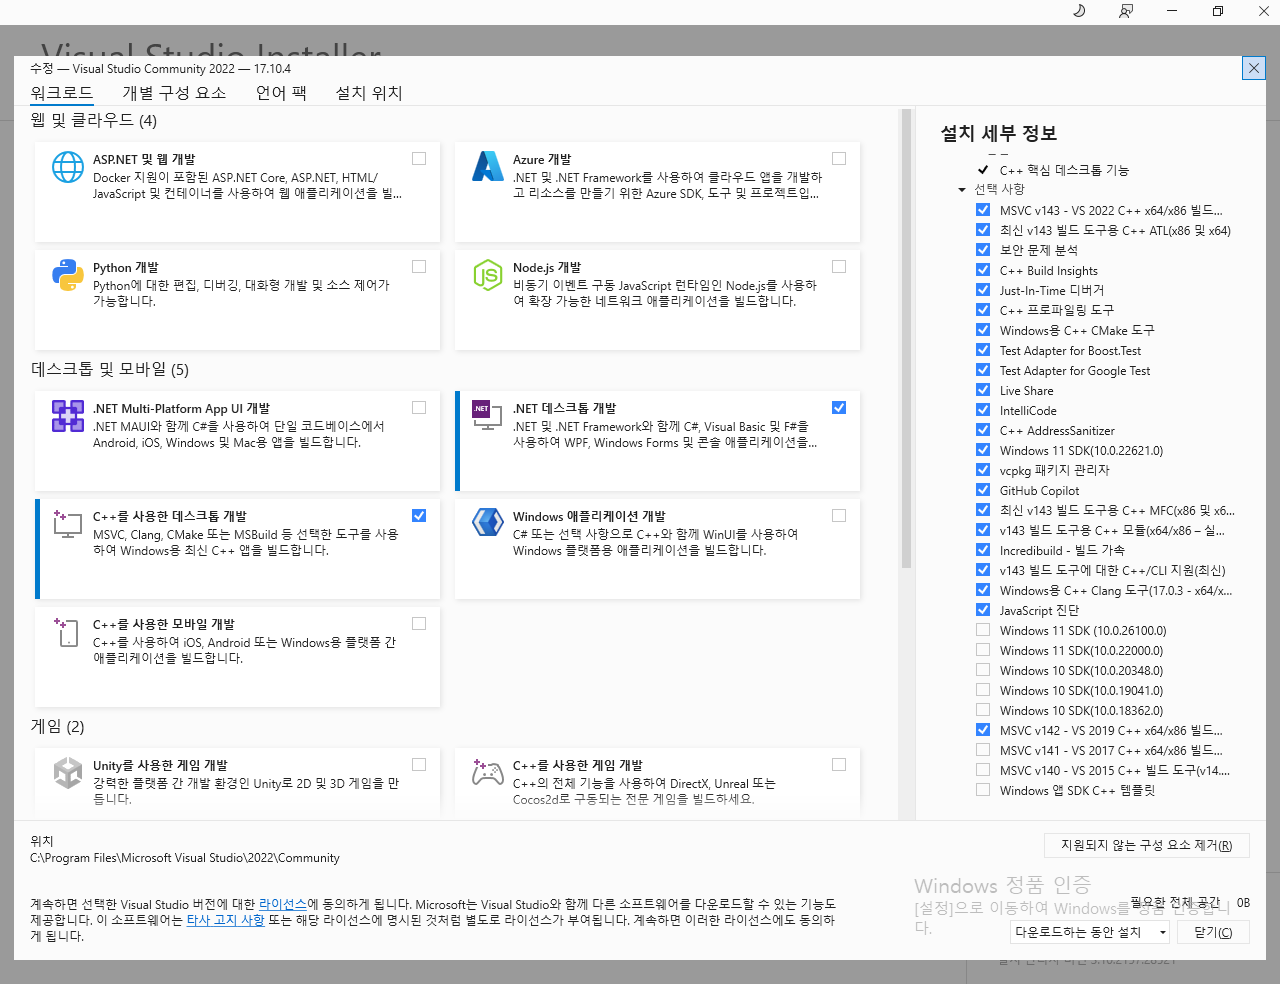 Visual Studio Installer
수정 — Visual Studio Community 2022 — 17.10.4
워크로드 개별 구성 요소 언어 팩 설치 위치
웹 및 클라우드 (4)
ASP.NET 및 웹 개발
Docker 지원이 포함된 ASP.NET Core, ASP.NET, HTML/
JavaScript 및 컨테이너를 사용하여 웹 애플리케이션을 빌...
Azure 개발
.NET 및 .NET Framework를 사용하여 클라우드 앱을 개발하
고 리소스를 만들기 위한 Azure SDK, 도구 및 프로젝트입...
Python 개발
Python에 대한 편집, 디버깅, 대화형 개발 및 소스 제어가
가능합니다.
Node.js 개발
비동기 이벤트 구동 JavaScript 런타임인 Node.js를 사용하
여 확장 가능한 네트워크 애플리케이션을 빌드합니다.
데스크톱 및 모바일 (5)
.NET Multi-Platform App UI 개발
.NET MAUI와 함께 C#을 사용하여 단일 코드베이스에서
Android, iOS, Windows 및 Mac용 앱을 빌드합니다.
.NET
.NET 데스크톱 개발
.NET 및 .NET Framework와 함께 C#, Visual Basic 및 F#을
사용하여 WPF, Windows Forms 및 콘솔 애플리케이션을...
C++를 사용한 데스크톱 개발
MSVC, Clang, CMake 또는 MSBuild 등 선택한 도구를 사용
하여 Windows용 최신 C++ 앱을 빌드합니다.
Windows 애플리케이션 개발
C# 또는 선택 사항으로 C++와 함께 WinUI를 사용하여
Windows 플랫폼용 애플리케이션을 빌드합니다.
C++를 사용한 모바일 개발
C++를 사용하여 iOS, Android 또는 Windows용 플랫폼 간
애플리케이션을 빌드합니다.
게임 (2)
Unity를 사용한 게임 개발
강력한 플랫폼 간 개발 환경인 Unity로 2D 및 3D 게임을 만
듭니다.
C++를 사용한 게임 개발
C++의 전체 기능을 사용하여 DirectX, Unreal 또는
Cocos2d로 구동되는 전문 게임을 빌드하세요.
설치 세부 정보
C++ 핵심 데스크톱 기능
선택 사항
MSVC v143 - VS 2022 C++ x64/x86 빌드...
최신 v143 빌드 도구용 C++ ATL(x86 및 x64)
보안 문제 분석
C++ Build Insights
Just-In-Time 디버거
C++ 프로파일링 도구
Windows용 C++ CMake 도구
Test Adapter for Boost.Test
Test Adapter for Google Test
Live Share
IntelliCode
C++ AddressSanitizer
Windows 11 SDK(10.0.22621.0)
vcpkg 패키지 관리자
GitHub Copilot
최신 v143 빌드 도구용 C++ MFC(x86 및 x6...
v143 빌드 도구용 C++ 모듈(x64/x86 – 실...
Incredibuild - 빌드 가속
v143 빌드 도구에 대한 C++/CLI 지원(최신)
Windows용 C++ Clang 도구(17.0.3 - x64/x...
JavaScript 진단
Windows 11 SDK (10.0.26100.0)
Windows 11 SDK(10.0.22000.0)
Windows 10 SDK(10.0.20348.0)
Windows 10 SDK(10.0.19041.0)
Windows 10 SDK(10.0.18362.0)
MSVC v142 - VS 2019 C++ x64/x86 빌드...
MSVC v141 - VS 2017 C++ x64/x86 빌드...
MSVC v140 - VS 2015 C++ 빌드 도구(v14....
Windows 앱 SDK C++ 템플릿
위치
C:\Program Files\Microsoft Visual Studio\2022\Community
지원되지 않는 구성 요소 제거(R)
계속하면 선택한 Visual Studio 버전에 대한 라이선스에 동의하게 됩니다. Microsoft는 Visual Studio와 함께 다른 소프트웨어를 다운로드할 수 있는 기능도
제공합니다. 이 소프트웨어는 타사 고지 사항 또는 해당 라이선스에 명시된 것처럼 별도로 라이선스가 부여됩니다. 계속하면 이러한 라이선스에도 동의하
게 됩니다.
Windows 정품 인증
[설정]으로 이동하여 Windows를 정품 인증합니
다.
필요한 전체 공간 0B
다운로드하는 동안 설치 닫기(C)